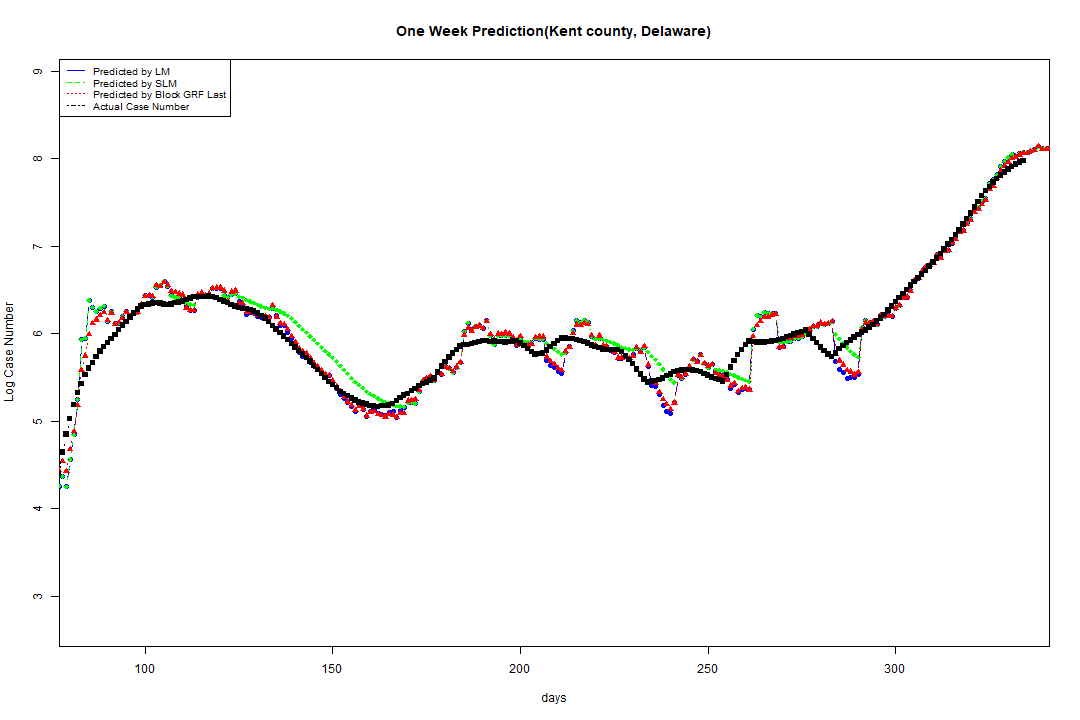 One Week Prediction(Kent county, Delaware)
Predicted by LM
Predicted by SLM
Predicted by Block GRF Last
Actual Case Number
9
8
7
6
5
4
3
Log Case Number
100 150 200 250 300
days